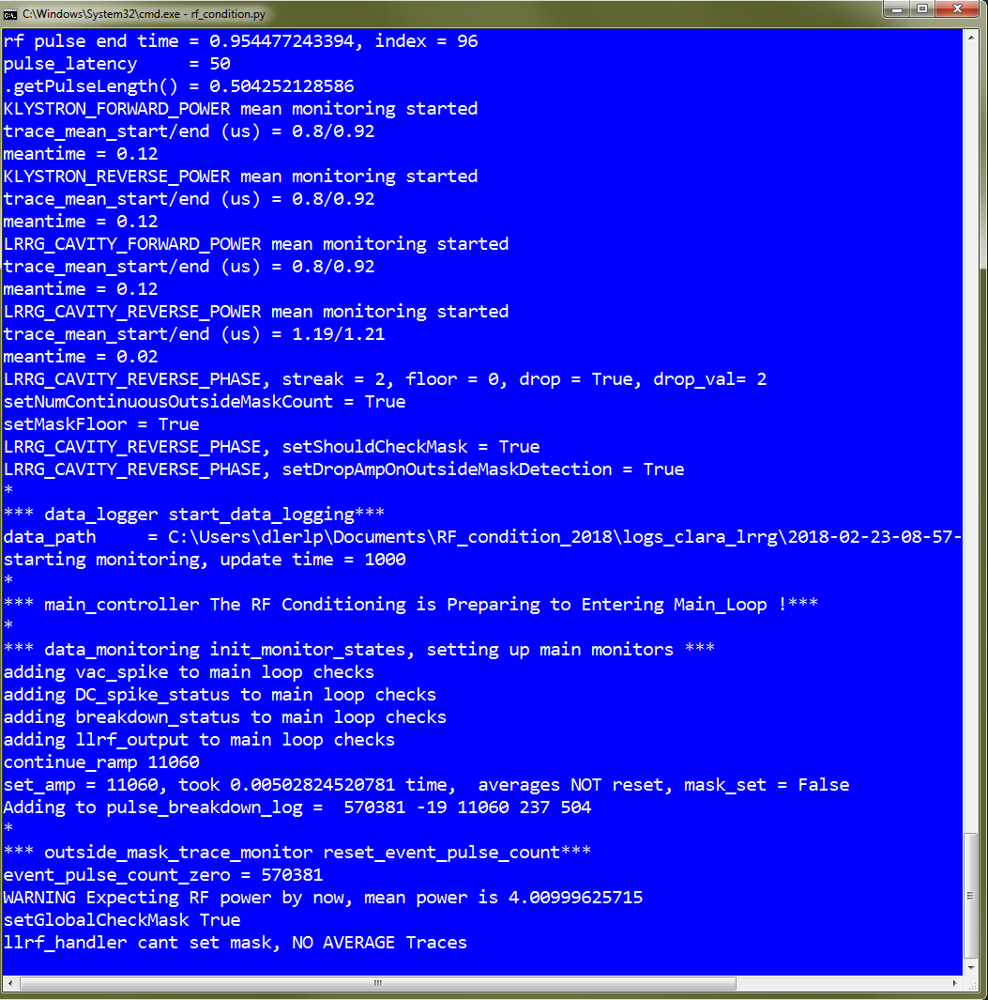 C:\Windows\System32\cmd.exe - rf_condition.py
rf pulse end time = 0.954477243394, index = 96
pulse_latency     = 50
.getPulseLength() = 0.504252128586
KLYSTRON_FORWARD_POWER mean monitoring started
trace_mean_start/end (us) = 0.8/0.92
meantime = 0.12
KLYSTRON_REVERSE_POWER mean monitoring started
trace_mean_start/end (us) = 0.8/0.92
meantime = 0.12
LRRG_CAVITY_FORWARD_POWER mean monitoring started
trace_mean_start/end (us) = 0.8/0.92
meantime = 0.12
LRRG_CAVITY_REVERSE_POWER mean monitoring started
trace_mean_start/end (us) = 1.19/1.21
meantime = 0.02
LRRG_CAVITY_REVERSE_PHASE, streak = 2, floor = 0, drop = True, drop_val= 2
setNumContinuousOutsideMaskCount = True
setMaskFloor = True
LRRG_CAVITY_REVERSE_PHASE, setShouldCheckMask = True
LRRG_CAVITY_REVERSE_PHASE, setDropAmpOnOutsideMaskDetection = True
*
*** data_logger start_data_logging***
data_path     = C:\Users\dlerlp\Documents\RF_condition_2018\logs_clara_lrrg\2018-02-23-08-57-
starting monitoring, update time = 1000
*
*** main_controller The RF Conditioning is Preparing to Entering Main_Loop !***
*
*** data_monitoring init_monitor_states, setting up main monitors ***
adding vac_spike to main loop checks
adding DC_spike_status to main loop checks
adding breakdown_status to main loop checks
adding llrf_output to main loop checks
continue_ramp 11060
set_amp = 11060, took 0.00502824520781 time,  averages NOT reset, mask_set = False
Adding to pulse_breakdown_log =  570381 -19 11060 237 504
*
*** outside_mask_trace_monitor reset_event_pulse_count***
event_pulse_count_zero = 570381
WARNING Expecting RF power by now, mean power is 4.00999625715
setGlobalCheckMask True
llrf_handler cant set mask, NO AVERAGE Traces